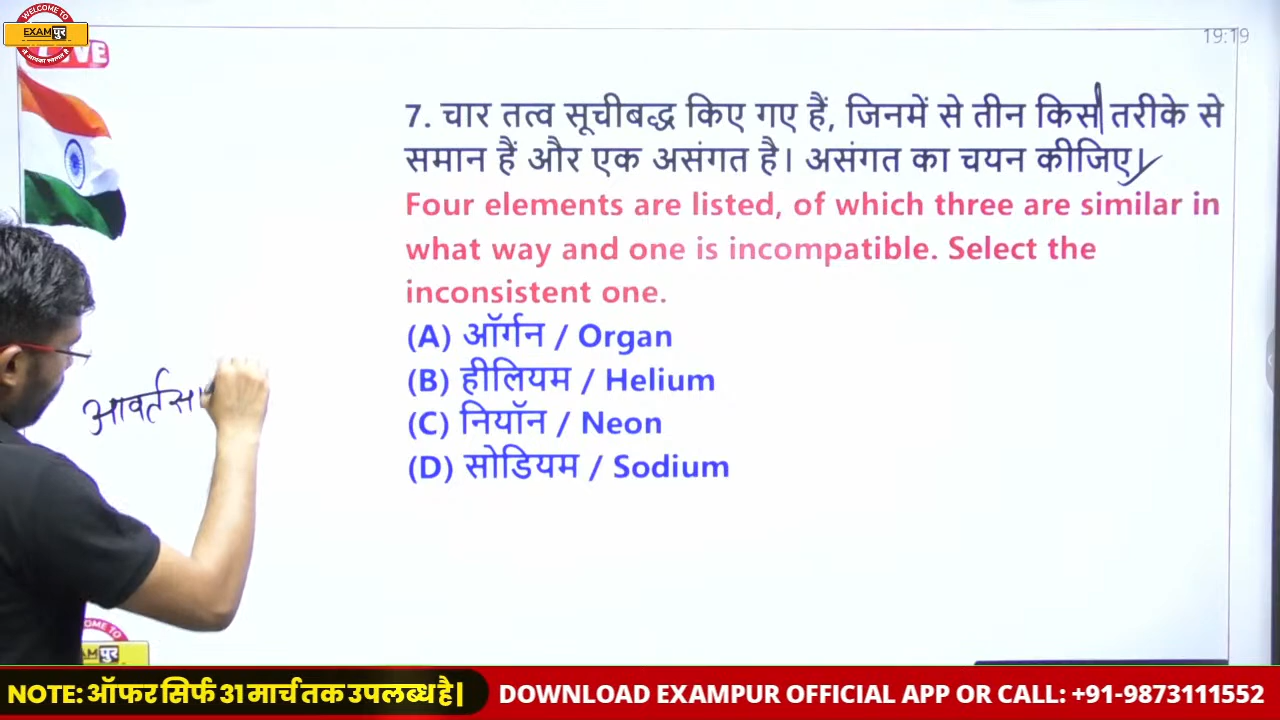 WELCOME TO
EXAMपुर
19:19
7. चार तत्व सूचीबद्ध किए गए हैं, जिनमें से तीन किस तरीके से
समान हैं और एक असंगत है। असंगत का चयन कीजिए।
Four elements are listed, of which three are similar in
what way and one is incompatible. Select the
inconsistent one.
(A) ऑर्गन / Organ
(B) हीलियम / Helium
(C) नियॉन / Neon
(D) सोडियम / Sodium
आवर्तसा
NOTE: ऑफर सिर्फ 31 मार्च तक उपलब्ध है|
DOWNLOAD EXAMPUR OFFICIAL APP OR CALL: +91-9873111552